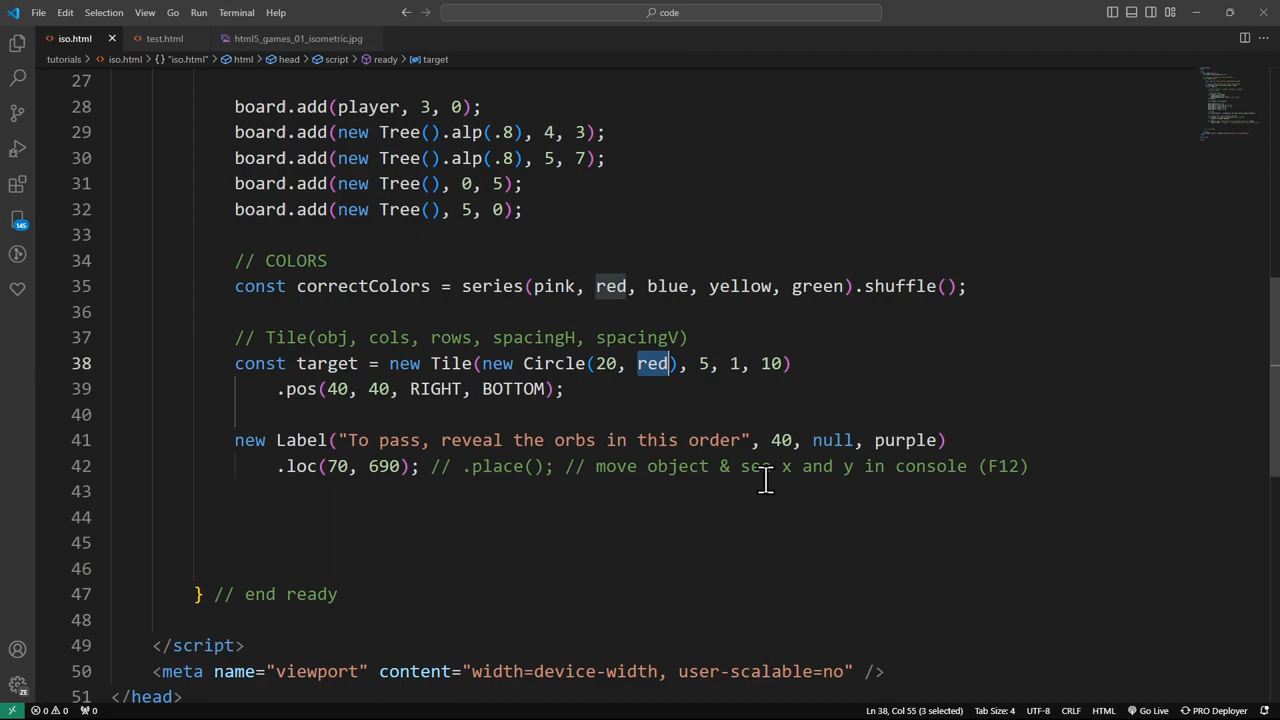 File Edit Selection View Go Run Terminal Help
code
iso.html
test.html
html5_games_01_isometric.jpg
tutorials > iso.html > {} "iso.html" > html > head > script > ready > target
27
28 board.add(player, 3, 0);
29 board.add(new Tree().alp(.8), 4, 3);
30 board.add(new Tree().alp(.8), 5, 7);
31 board.add(new Tree(), 0, 5);
32 board.add(new Tree(), 5, 0);
33
34 // COLORS
35 const correctColors = series(pink, red, blue, yellow, green).shuffle();
36
37 // Tile(obj, cols, rows, spacingH, spacingV)
38 const target = new Tile(new Circle(20, red), 5, 1, 10)
39 .pos(40, 40, RIGHT, BOTTOM);
40
41 new Label("To pass, reveal the orbs in this order", 40, null, purple)
42 .loc(70, 690); // .place(); // move object & see x and y in console (F12)
43
44
45
46
47 } // end ready
48
49 </script>
50 <meta name="viewport" content="width=device-width, user-scalable=no" />
51 </head>
145
ZE
0 0 0
Ln 38, Col 55 (3 selected) Tab Size: 4 UTF-8 CRLF HTML Go Live PRO Deployer